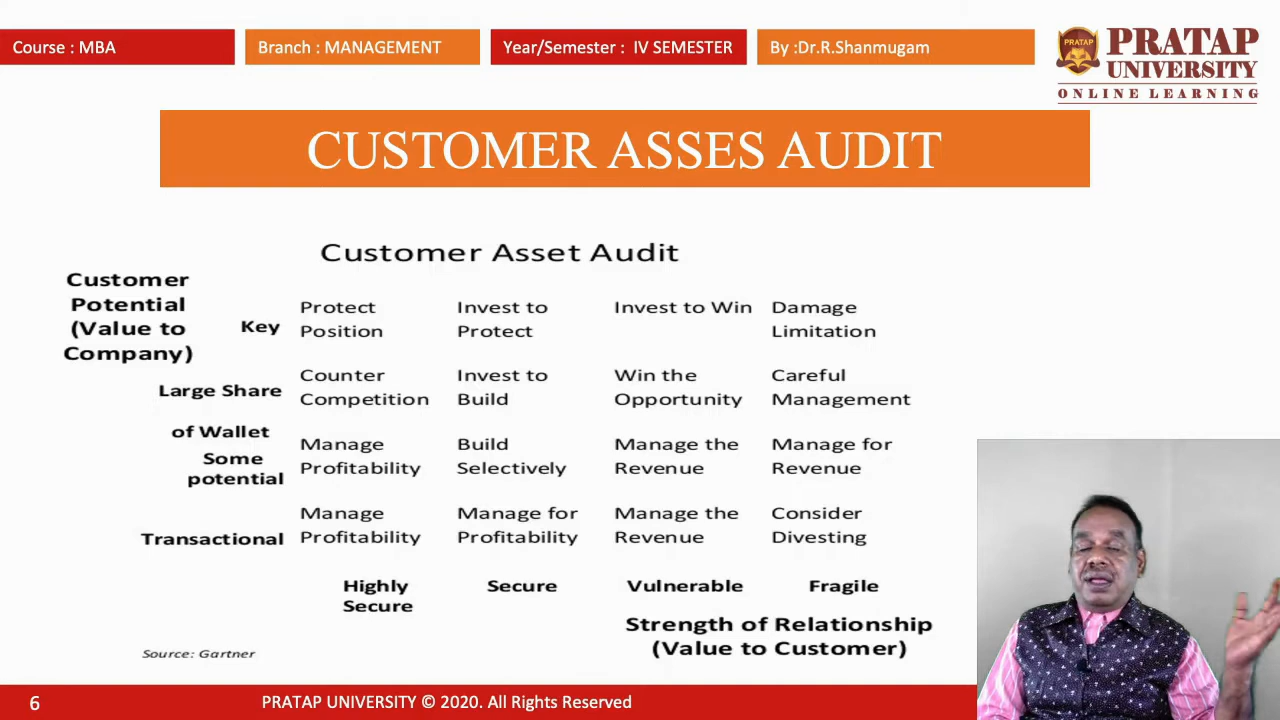 Course : MBA
Branch : MANAGEMENT
Year/Semester : IV SEMESTER
By :Dr.R.Shanmugam
PRATAP
PRATAP
UNIVERSITY
ONLINE LEARNING
CUSTOMER ASSES AUDIT
Customer Asset Audit
Customer
Potential
(Value to
Company)
Key
Protect
Position
Invest to
Protect
Invest to Win
Damage
Limitation
Large Share
of Wallet
Counter
Competition
Invest to
Build
Win the
Opportunity
Careful
Management
Some
potential
Manage
Profitability
Build
Selectively
Manage the
Revenue
Manage for
Revenue
Transactional
Manage
Profitability
Manage for
Profitability
Manage the
Revenue
Consider
Divesting
Highly
Secure
Secure
Vulnerable
Fragile
Strength of Relationship
(Value to Customer)
Source: Gartner
6
PRATAP UNIVERSITY © 2020. All Rights Reserved